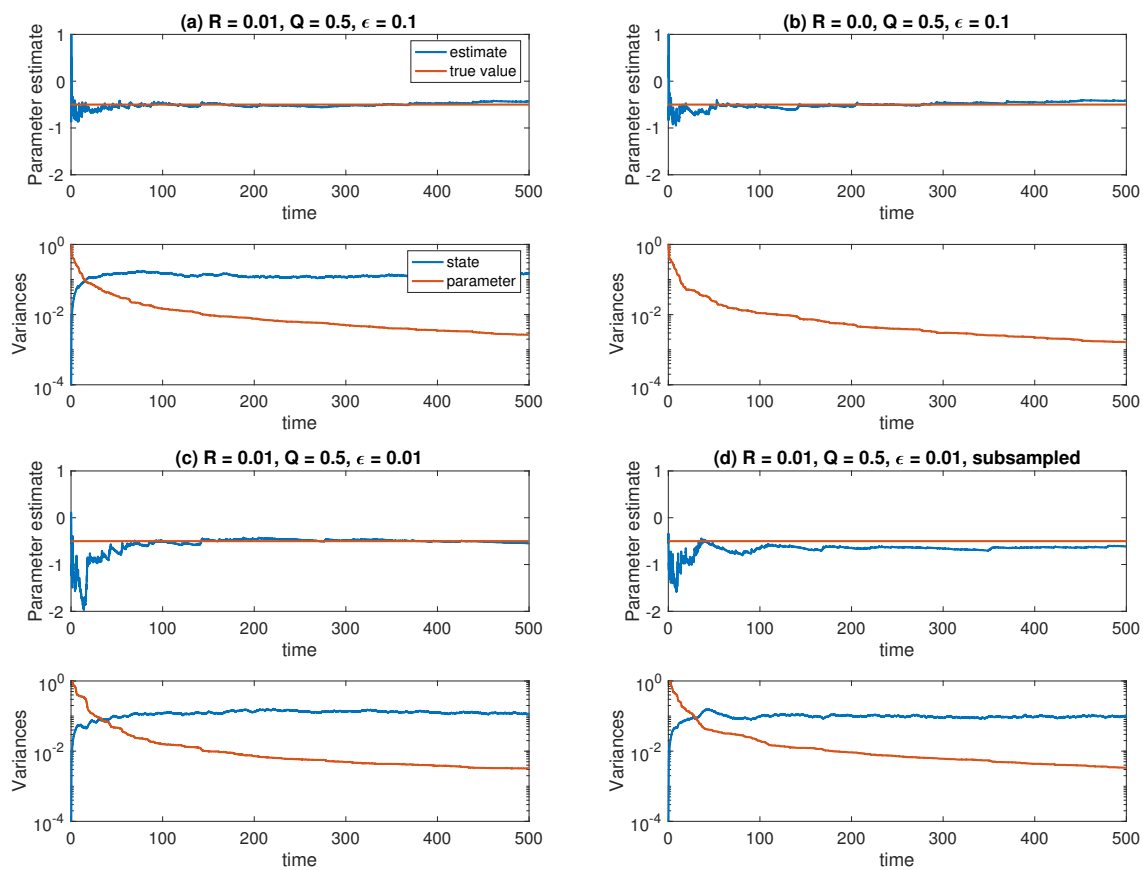 (a) R = 0.01, Q = 0.5, ϵ = 0.1
Parameter estimate
1
0
-1
-2
estimate
true value
0 100 200 300 400 500
time
(b) R = 0.0, Q = 0.5, ϵ = 0.1
Parameter estimate
1
0
-1
-2
0 100 200 300 400 500
time
Variances
10^0
10^-2
10^-4
state
parameter
0 100 200 300 400 500
time
Variances
10^0
10^-2
10^-4
0 100 200 300 400 500
time
(c) R = 0.01, Q = 0.5, ϵ = 0.01
Parameter estimate
1
0
-1
-2
0 100 200 300 400 500
time
(d) R = 0.01, Q = 0.5, ϵ = 0.01, subsampled
Parameter estimate
1
0
-1
-2
0 100 200 300 400 500
time
Variances
10^0
10^-2
10^-4
0 100 200 300 400 500
time
Variances
10^0
10^-2
10^-4
0 100 200 300 400 500
time